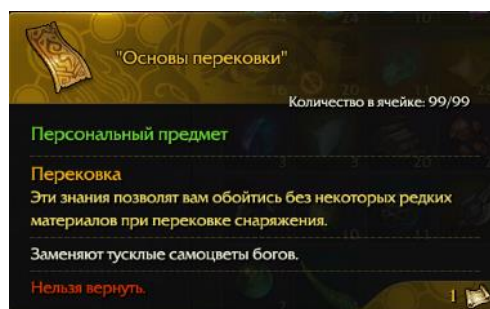 "Основы перековки"
Количество в ячейке: 99/99
Персональный предмет
Перековка
Эти знания позволят вам обойтись без некоторых редких
материалов при перековке снаряжения.
Заменяют тусклые самоцветы богов.
Нельзя вернуть.
1